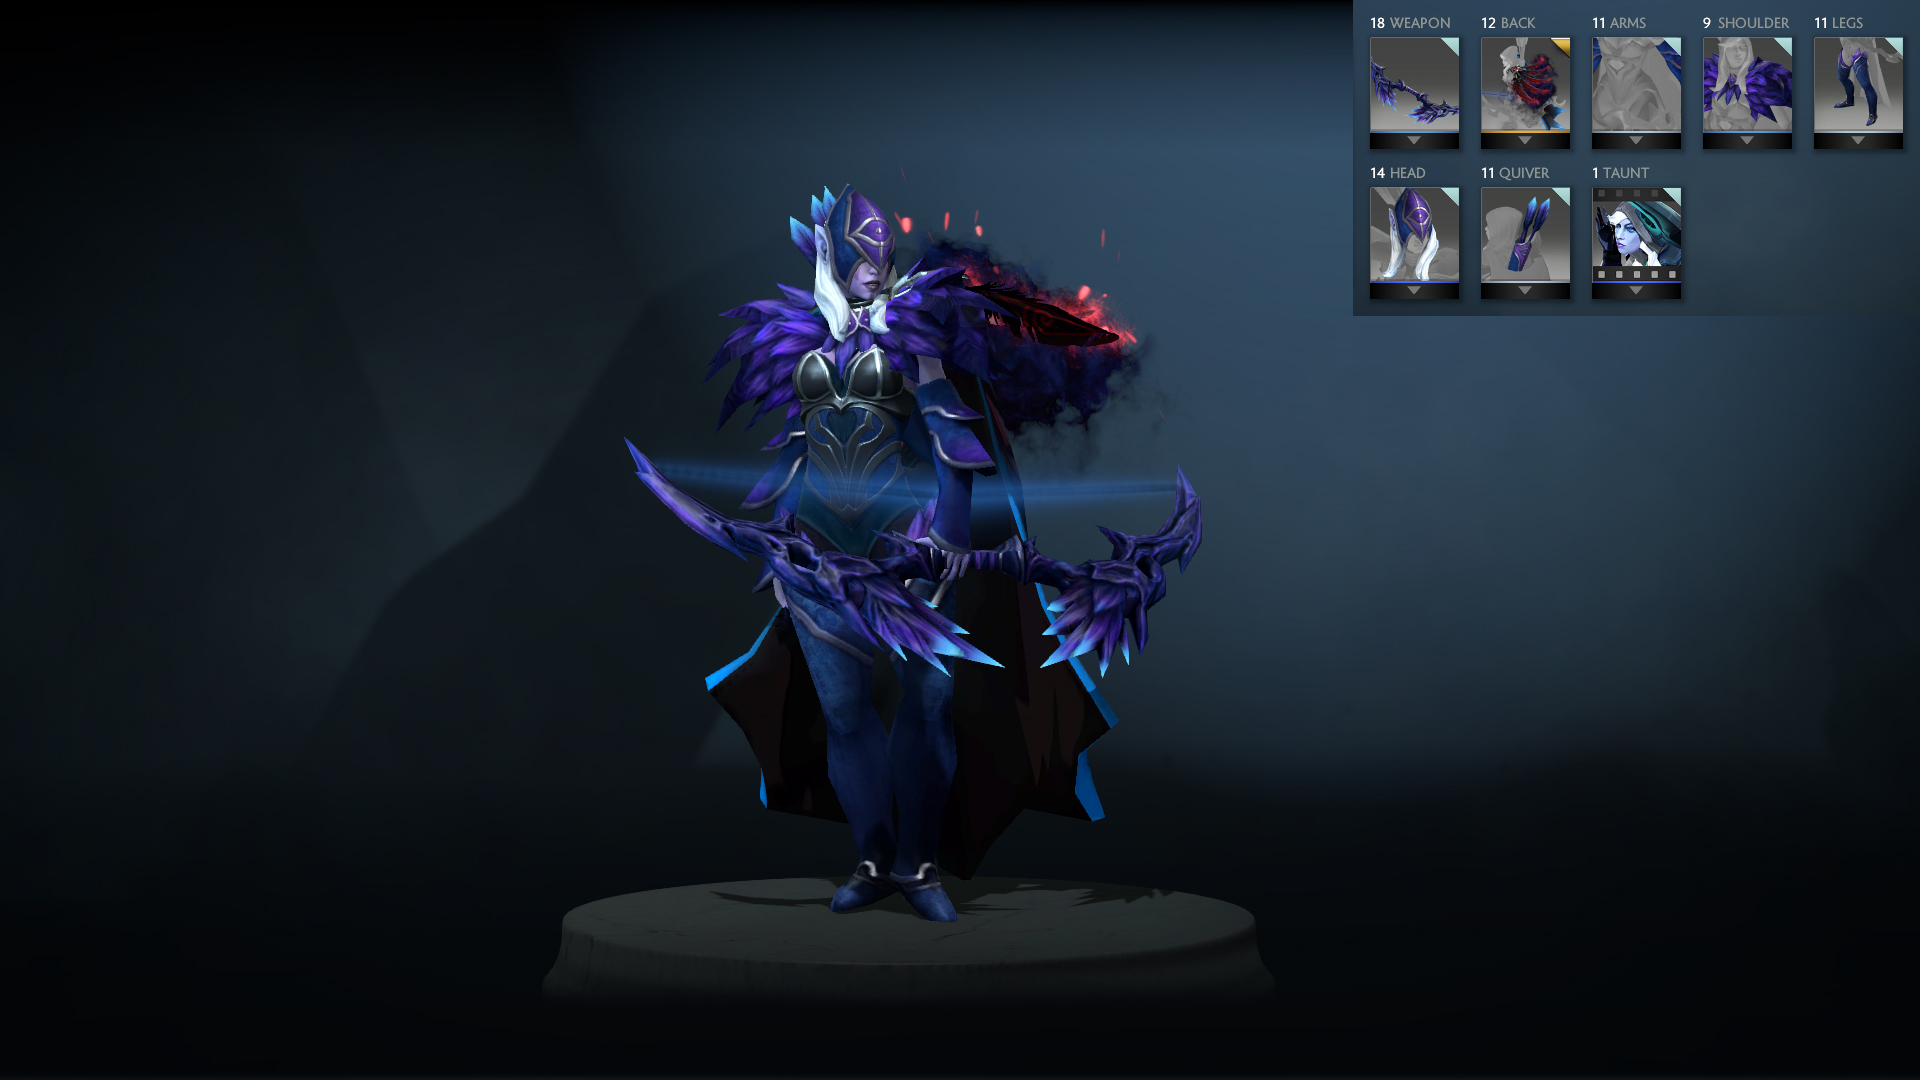 18 WEAPON 12 BACK 11 ARMS 9 SHOULDER 11 LEGS
14 HEAD 11 QUIVER 1 TAUNT